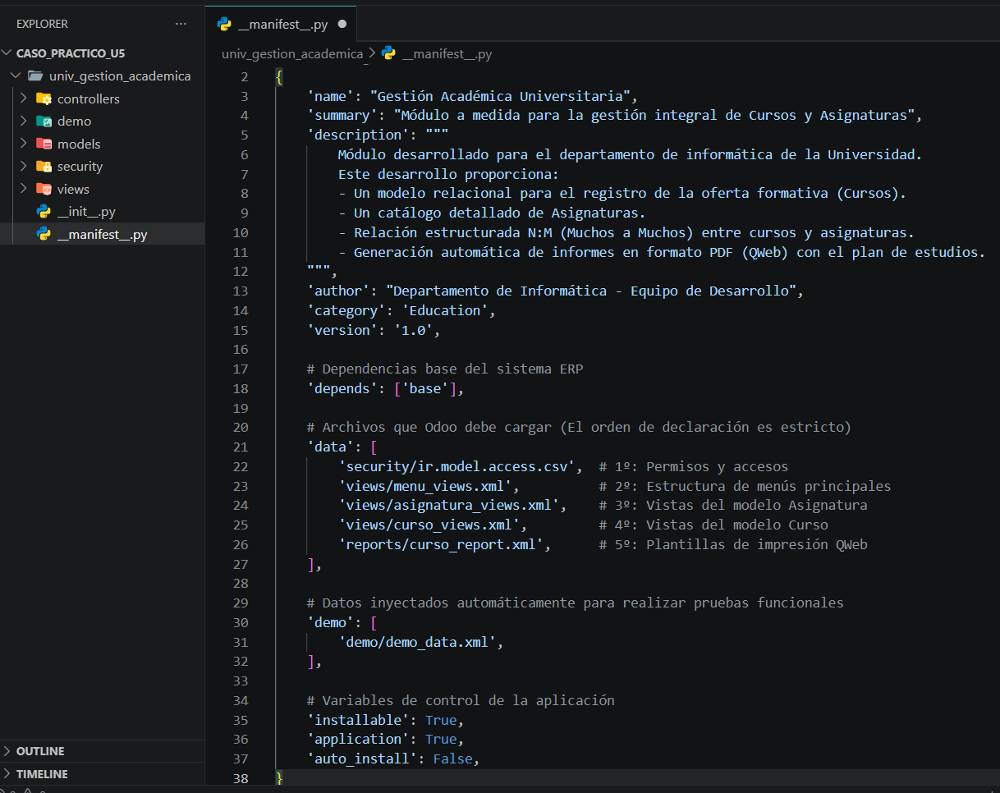 EXPLORER
CASO_PRACTICO_U5
univ_gestion_academica
controllers
demo
models
security
views
__init__.py
__manifest__.py
OUTLINE
TIMELINE
__manifest__.py
univ_gestion_academica > __manifest__.py
2 {
3 'name': "Gestión Académica Universitaria",
4 'summary': "Módulo a medida para la gestión integral de Cursos y Asignaturas",
5 'description': """
6 Módulo desarrollado para el departamento de informática de la Universidad.
7 Este desarrollo proporciona:
8 - Un modelo relacional para el registro de la oferta formativa (Cursos).
9 - Un catálogo detallado de Asignaturas.
10 - Relación estructurada N:M (Muchos a Muchos) entre cursos y asignaturas.
11 - Generación automática de informes en formato PDF (QWeb) con el plan de estudios.
12 """,
13 'author': "Departamento de Informática - Equipo de Desarrollo",
14 'category': 'Education',
15 'version': '1.0',
16
17 # Dependencias base del sistema ERP
18 'depends': ['base'],
19
20 # Archivos que Odoo debe cargar (El orden de declaración es estricto)
21 'data': [
22 'security/ir.model.access.csv', # 1º: Permisos y accesos
23 'views/menu_views.xml', # 2º: Estructura de menús principales
24 'views/asignatura_views.xml', # 3º: Vistas del modelo Asignatura
25 'views/curso_views.xml', # 4º: Vistas del modelo Curso
26 'reports/curso_report.xml', # 5º: Plantillas de impresión QWeb
27 ],
28
29 # Datos inyectados automáticamente para realizar pruebas funcionales
30 'demo': [
31 'demo/demo_data.xml',
32 ],
33
34 # Variables de control de la aplicación
35 'installable': True,
36 'application': True,
37 'auto_install': False,
38 }